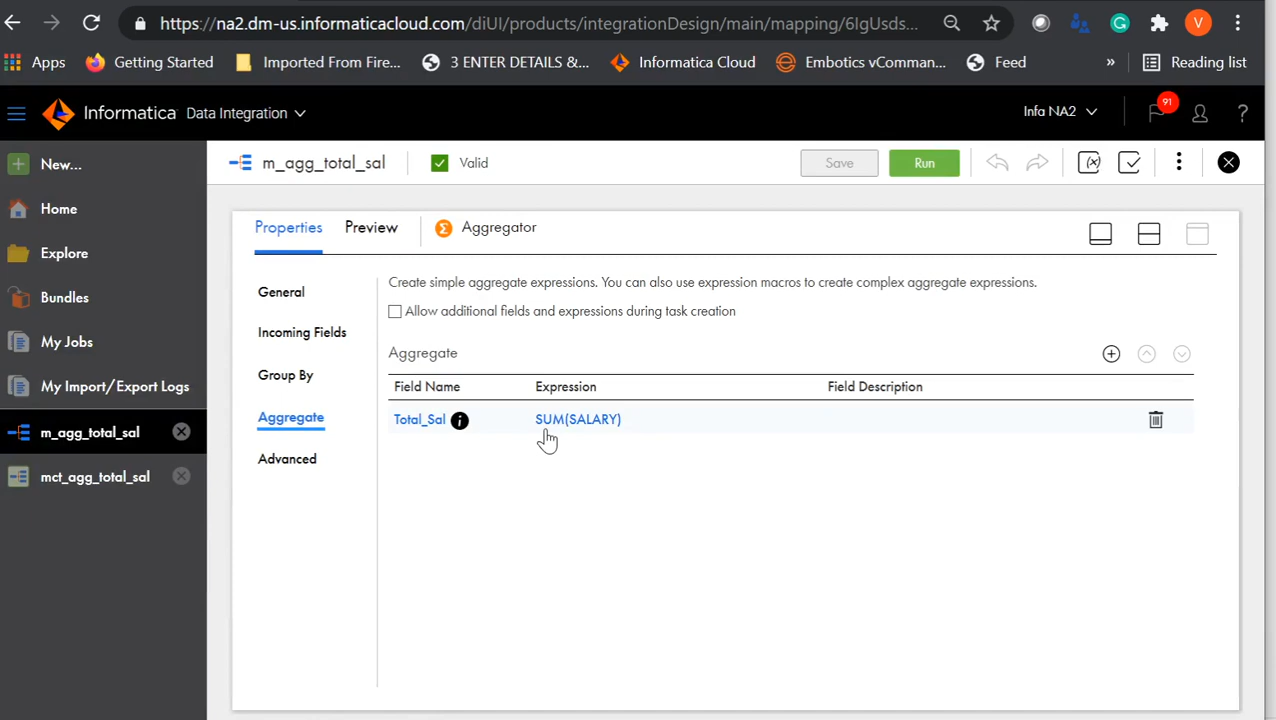 https://na2.dm-us.informaticacloud.com/diUI/products/integrationDesign/main/mapping/6IgUsds...
V
Apps
Getting Started
Imported From Fire...
3 ENTER DETAILS &...
Informatica Cloud
Embotics vComman...
Feed
»
Reading list
Informatica
Data Integration
Infa NA2
91
?
New...
m_agg_total_sal
Valid
Save
Run
Home
Explore
Bundles
My Jobs
My Import/Export Logs
m_agg_total_sal
mct_agg_total_sal
Properties
Preview
Aggregator
General
Incoming Fields
Group By
Aggregate
Advanced
Create simple aggregate expressions. You can also use expression macros to create complex aggregate expressions.
Allow additional fields and expressions during task creation
Aggregate
Field Name
Expression
Field Description
Total_Sal
SUM(SALARY)